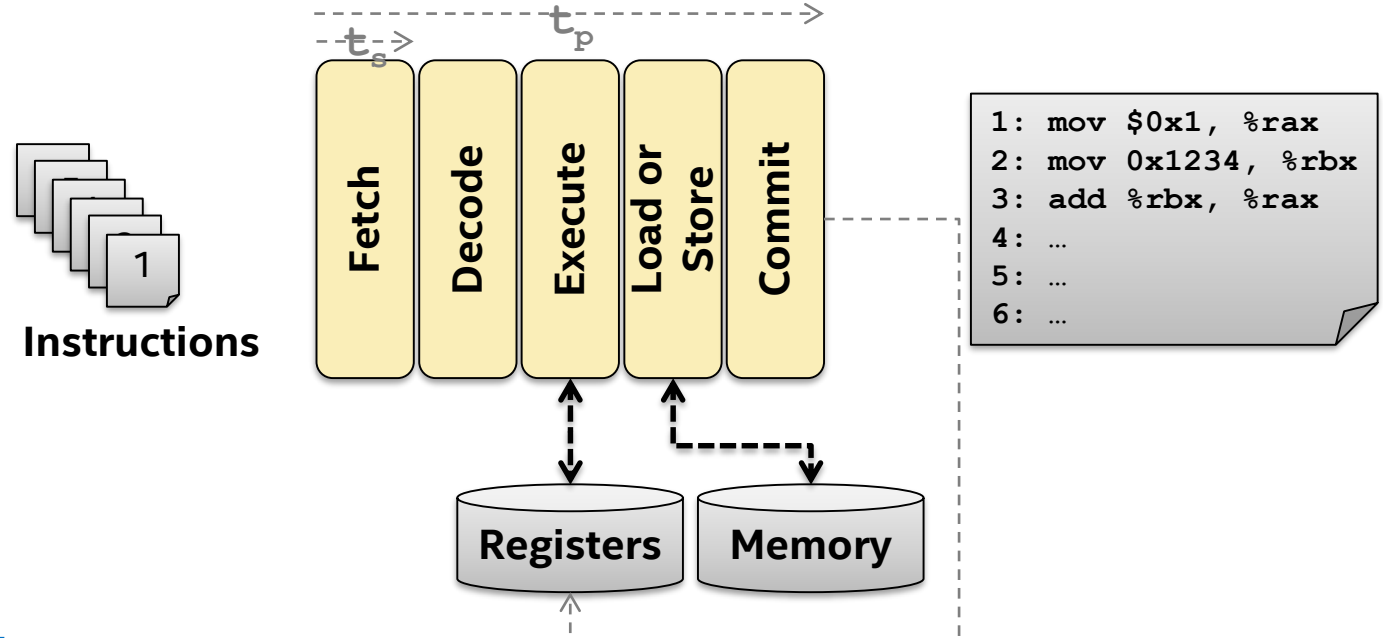 tp
ts
Fetch
Decode
Execute
Load or
Store
Commit
1
Instructions
1: mov $0x1, %rax
2: mov 0x1234, %rbx
3: add %rbx, %rax
4: …
5: …
6: …
Registers
Memory